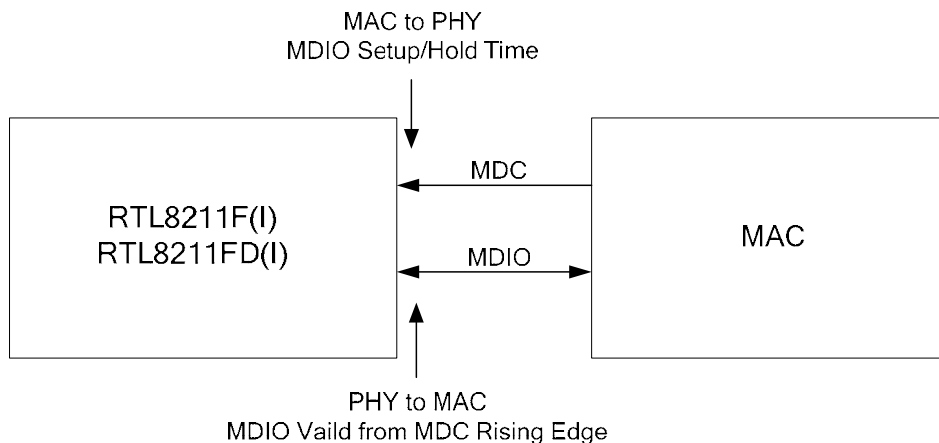 MAC to PHY
MDIO Setup/Hold Time
MDC
RTL8211F(I)
RTL8211FD(I)
MAC
MDIO
PHY to MAC
MDIO Vaild from MDC Rising Edge